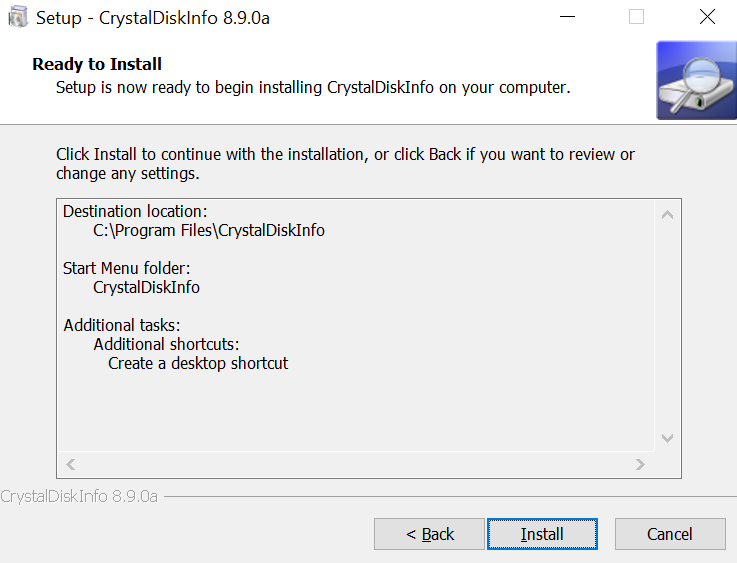 Setup - CrystalDiskInfo 8.9.0a
Ready to Install
Setup is now ready to begin installing CrystalDiskInfo on your computer.
Click Install to continue with the installation, or click Back if you want to review or
change any settings.
Destination location:
C:\Program Files\CrystalDiskInfo
Start Menu folder:
CrystalDiskInfo
Additional tasks:
Additional shortcuts:
Create a desktop shortcut
CrystalDiskInfo 8.9.0a
< Back
Install
Cancel